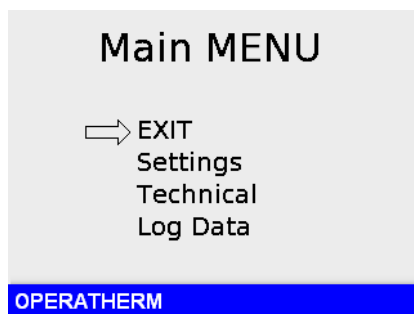 Main MENU
EXIT
Settings
Technical
Log Data
OPERATHERM